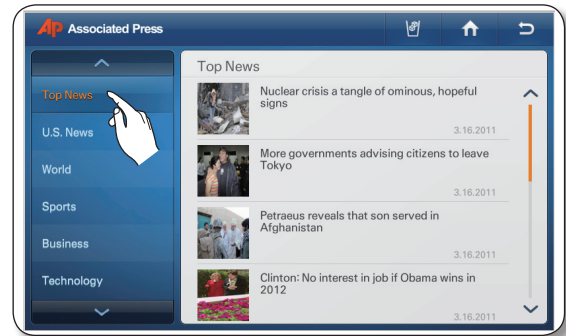 AP Associated Press
Top News
U.S. News
World
Sports
Business
Technology
Top News
Nuclear crisis a tangle of ominous, hopeful
signs
3.16.2011
More governments advising citizens to leave
Tokyo
3.16.2011
Petraeus reveals that son served in
Afghanistan
3.16.2011
Clinton: No interest in job if Obama wins in
2012
3.16.2011